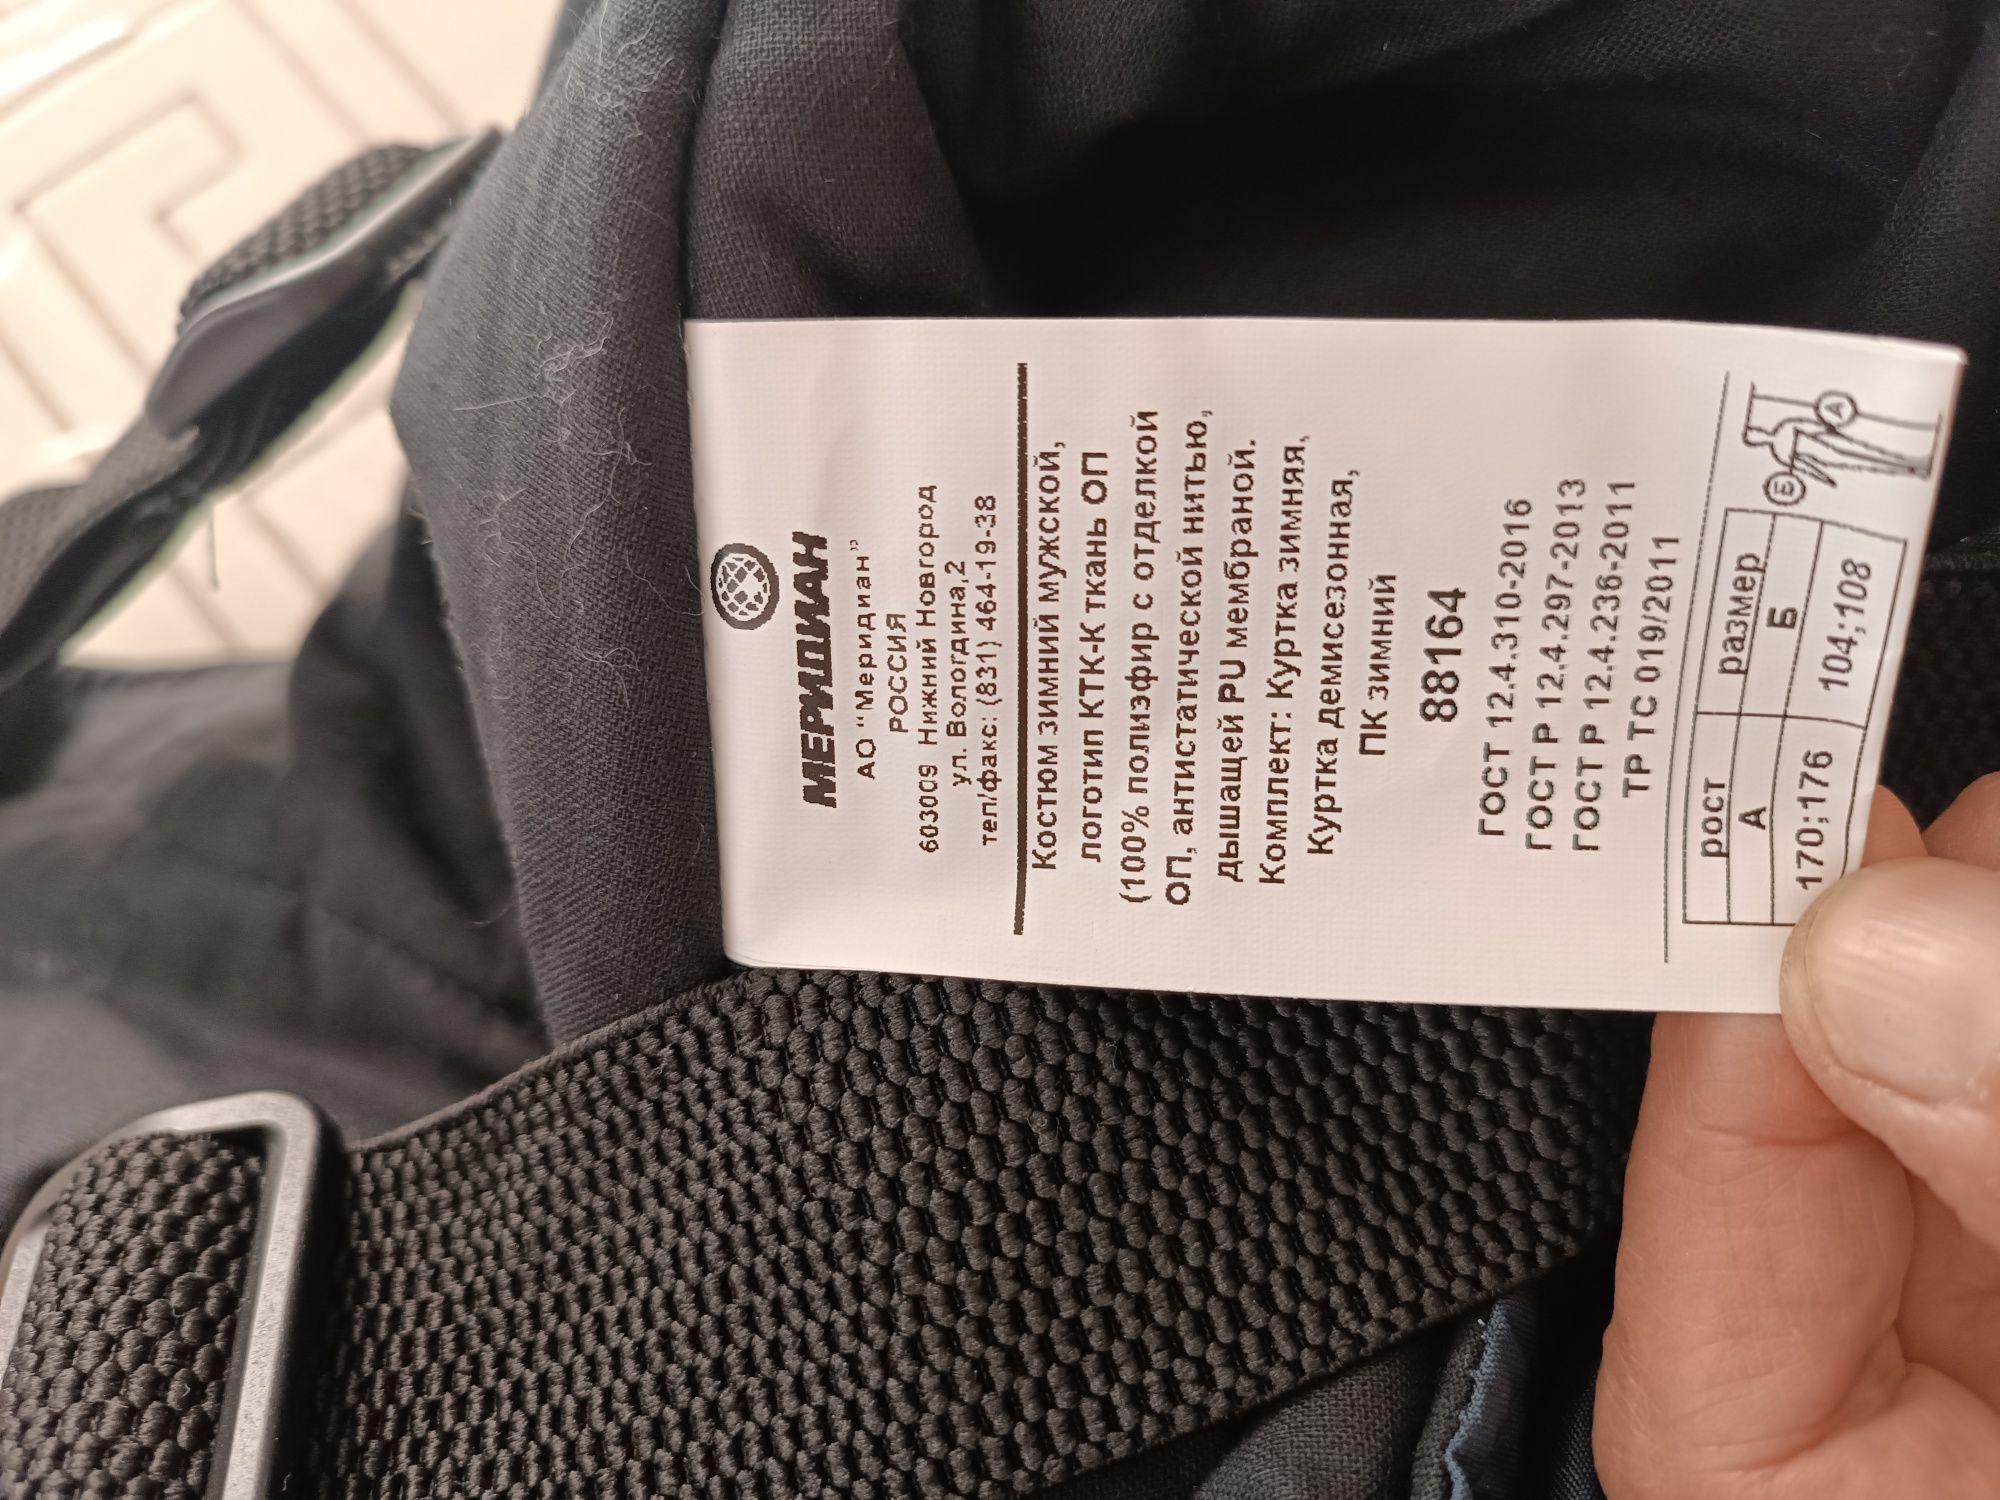 МЕРИДИАН
АО "Меридиан"
РОССИЯ
603009 Нижний Новгород
ул. Вологдина,2
тел/факс: (831) 464-19-38
Костюм зимний мужской,
логотип КТК-К ткань ОП
(100% полиэфир с отделкой
ОП, антистатической нитью,
дышащей PU мембраной.
Комплект: Куртка зимняя,
Куртка демисезонная,
ПК зимний
88164
ГОСТ 12.4.310-2016
ГОСТ Р 12.4.297-2013
ГОСТ Р 12.4.236-2011
ТР ТС 019/2011
рост размер
А Б
170;176 104;108
Б
А